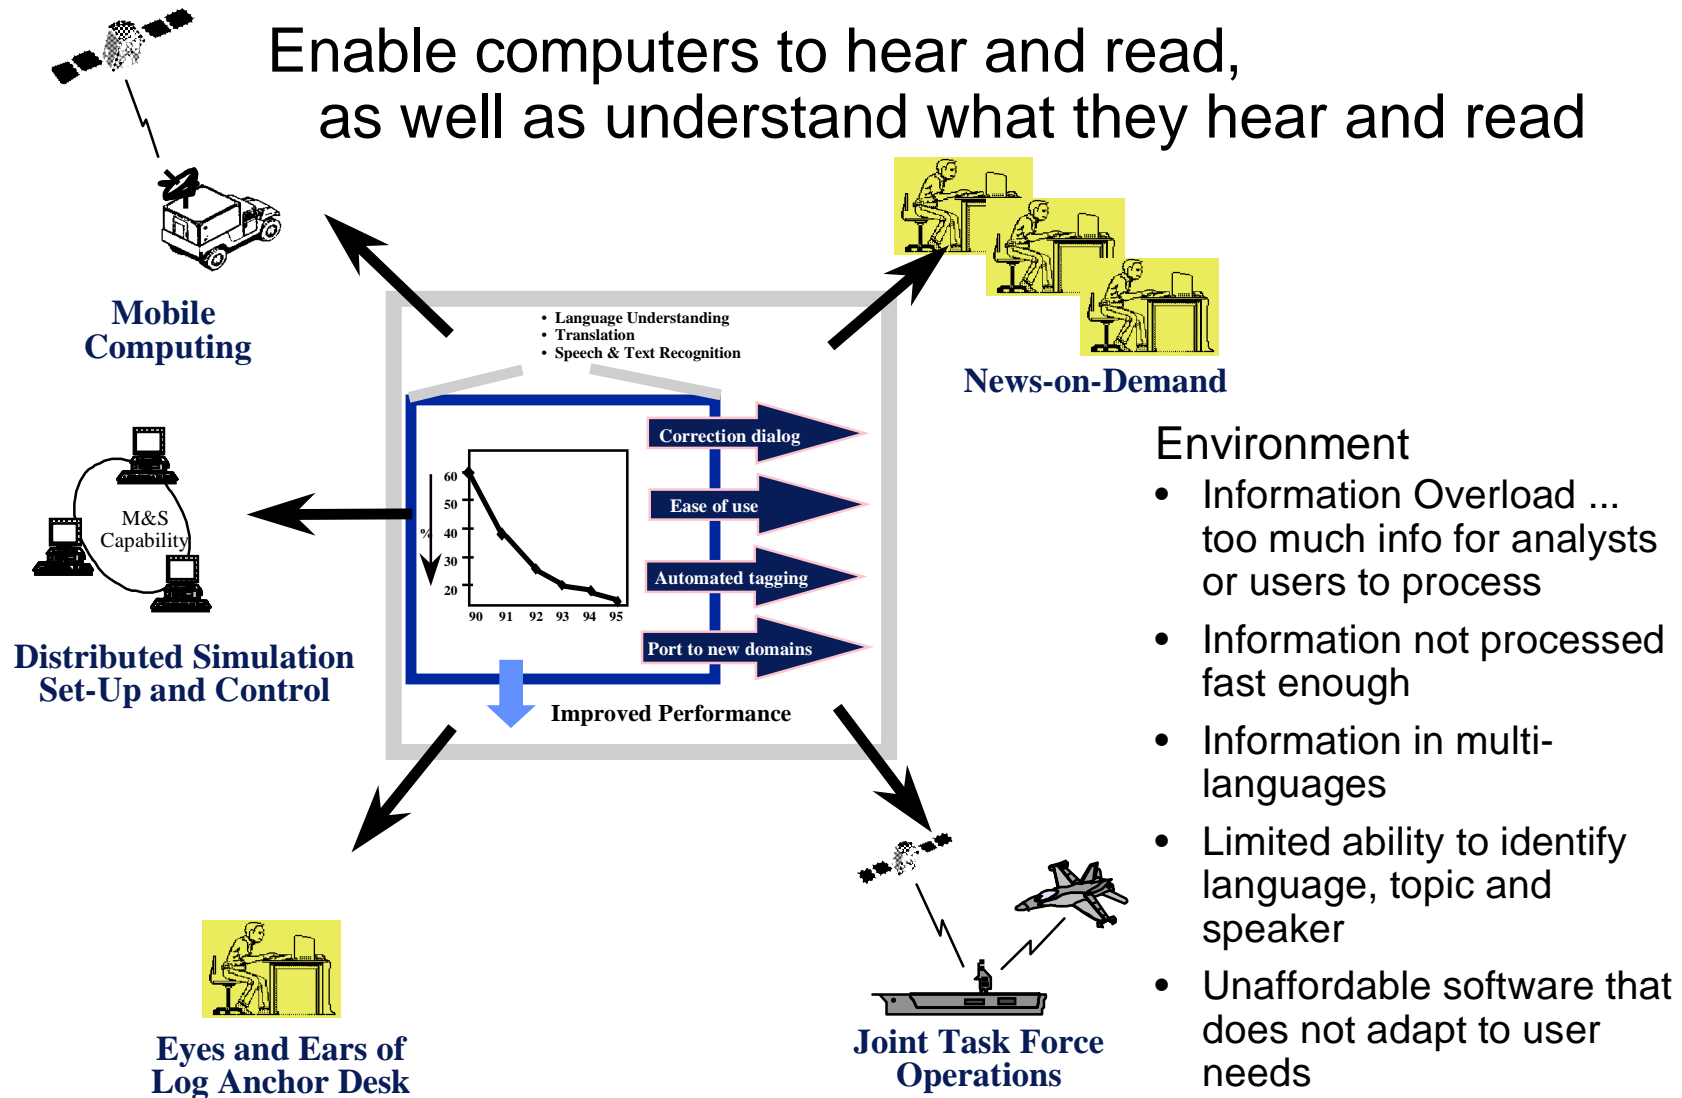 Enable computers to hear and read,
as well as understand what they hear and read
Mobile
Computing
• Language Understanding
• Translation
• Speech & Text Recognition
News-on-Demand
Correction dialog
Ease of use
Automated tagging
Port to new domains
%
60
50
40
30
20
90 91 92 93 94 95
Improved Performance
M&S
Capability
Distributed Simulation
Set-Up and Control
Eyes and Ears of
Log Anchor Desk
Joint Task Force
Operations
Environment
• Information Overload ...
too much info for analysts
or users to process
• Information not processed
fast enough
• Information in multi-
languages
• Limited ability to identify
language, topic and
speaker
• Unaffordable software that
does not adapt to user
needs